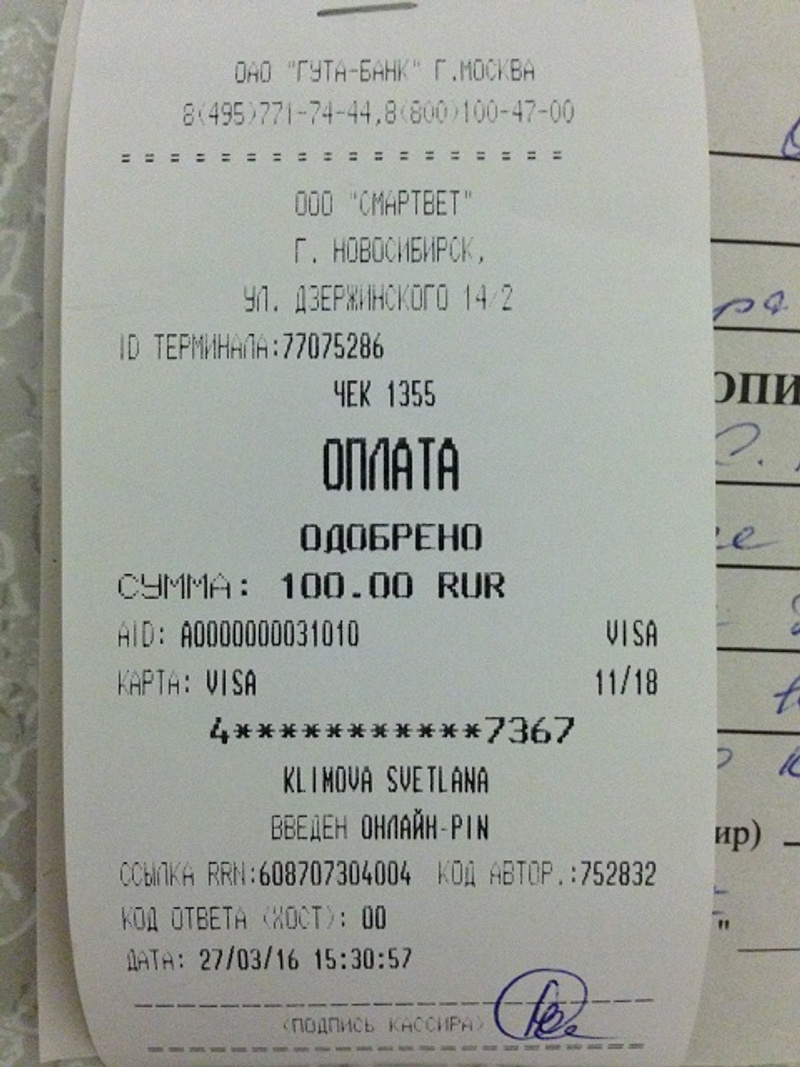 ОАО "ГУТА-БАНК" Г.МОСКВА
8(495)771-74-44,8(800)100-47-00
= = = = = = = = = = = = = = = = = = =
ООО "СМАРТВЕТ"
Г. НОВОСИБИРСК,
УЛ. ДЗЕРЖИНСКОГО 14/2
ID ТЕРМИНАЛА:77075286
ЧЕК 1355
ОПЛАТА
ОДОБРЕНО
СУММА: 100.00 RUR
AID: A0000000031010 VISA
КАРТА: VISA 11/18
4***********7367
KLIMOVA SVETLANA
ВВЕДЕН ОНЛАЙН-PIN
ССЫЛКА RRN:608707304004 КОД АВТОР.:752832
КОД ОТВЕТА (ХОСТ): 00
ДАТА: 27/03/16 15:30:57
(ПОДПИСЬ КАССИРА)